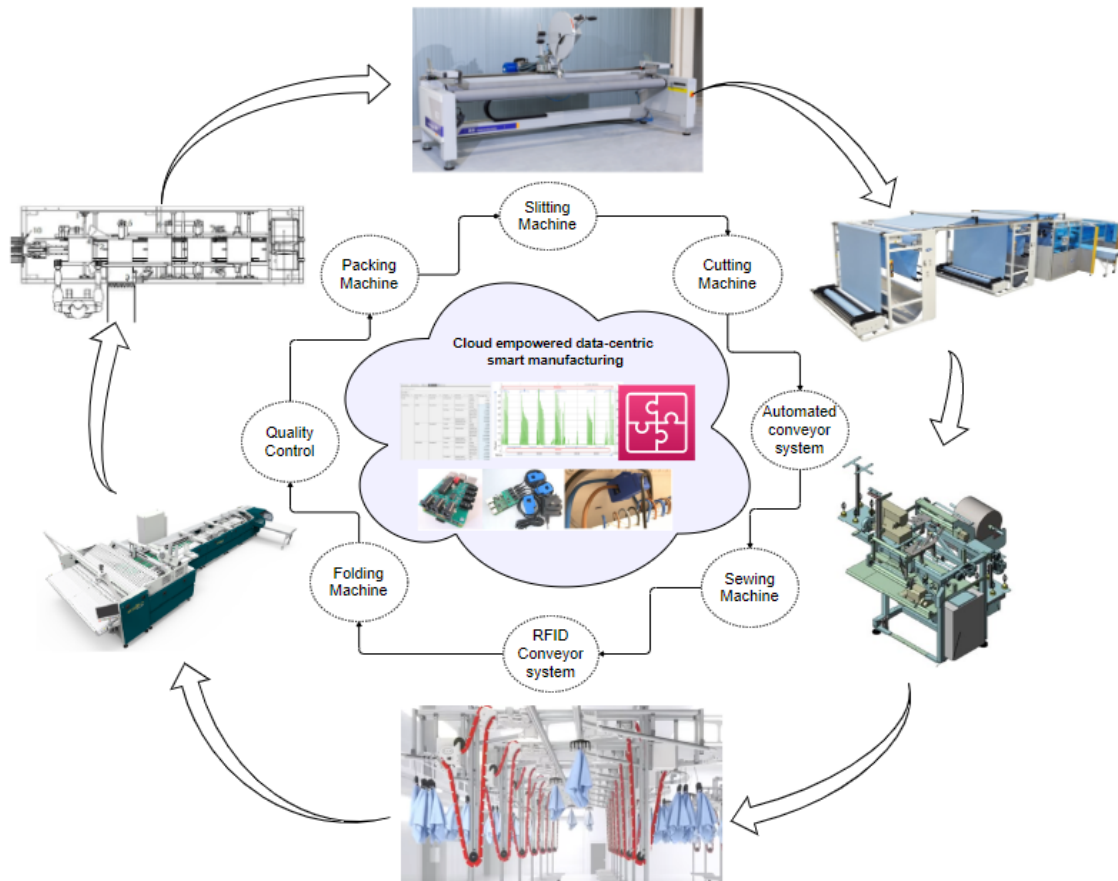 Slitting
Machine
Packing
Machine
Cutting
Machine
Cloud empowered data-centric
smart manufacturing
Quality
Control
Automated
conveyor
system
Folding
Machine
Sewing
Machine
RFID
Conveyor
system